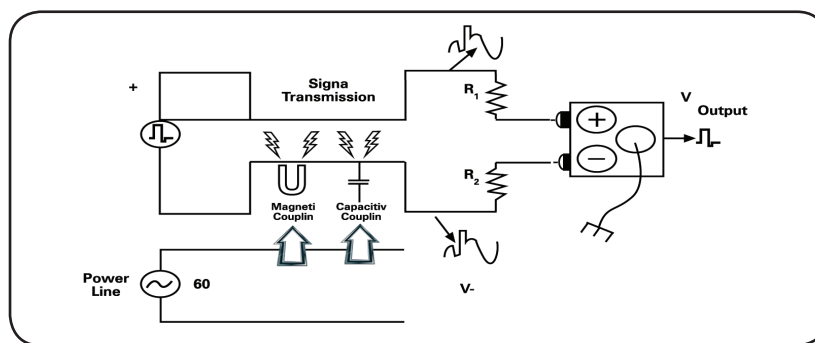 +
Signa
Transmission
R1
V
Output
+
−
R2
Magneti
Couplin
Capacitiv
Couplin
Power
Line
60
V-